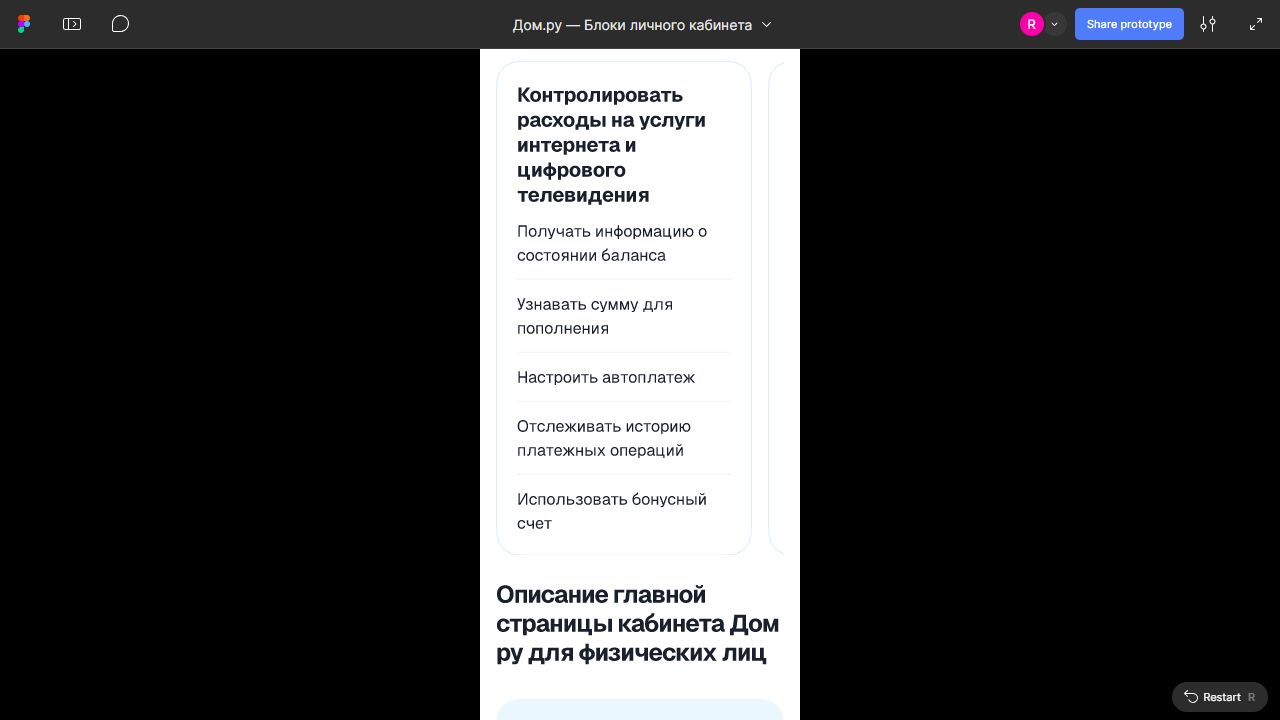 Дом.ру — Блоки личного кабинета
R
Share prototype
Контролировать
расходы на услуги
интернета и
цифрового
телевидения
Получать информацию о
состоянии баланса
Узнавать сумму для
пополнения
Настроить автоплатеж
Отслеживать историю
платежных операций
Использовать бонусный
счет
Описание главной
страницы кабинета Дом
ру для физических лиц
Restart R